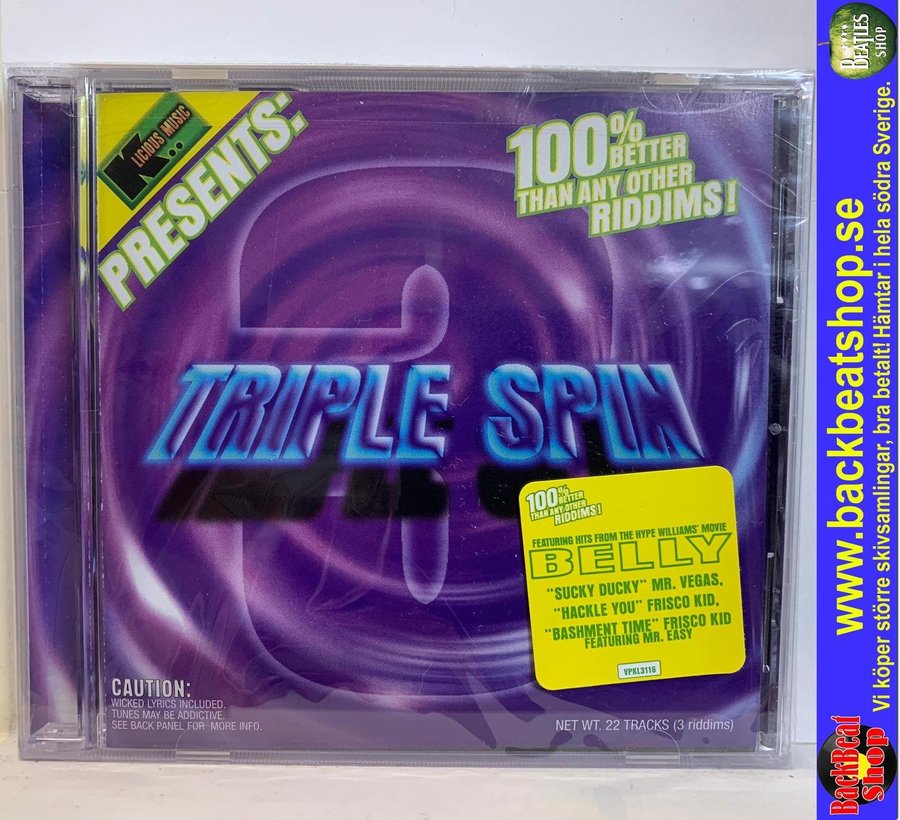 K..
LICIOUS MUSIC
PRESENTS:
100%
BETTER
THAN ANY OTHER
RIDDIMS!
TRIPLE SPIN
100%
BETTER
THAN ANY OTHER
RIDDIMS!
FEATURING HITS FROM THE HYPE WILLIAMS' MOVIE
BELLY
"SUCKY DUCKY" MR. VEGAS,
"HACKLE YOU" FRISCO KID,
"BASHMENT TIME" FRISCO KID
FEATURING MR. EASY
VPKL3116
CAUTION:
WICKED LYRICS INCLUDED.
TUNES MAY BE ADDICTIVE.
SEE BACK PANEL FOR MORE INFO.
NET WT. 22 TRACKS (3 riddims)
BEATLES
SHOP
www.backbeatshop.se
Vi köper större skivsamlingar, bra betalt! Hämtar i hela södra Sverige.
BackBeat
Shop